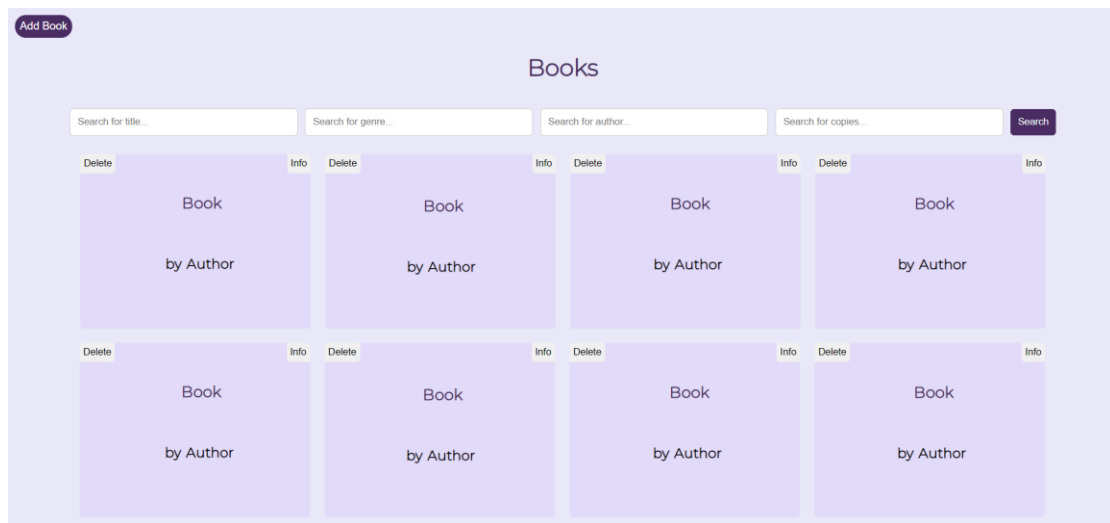 Add Book
Books
Search for title... Search for genre... Search for author... Search for copies... Search
Delete Info Delete Info Delete Info Delete Info
Book Book Book Book
by Author by Author by Author by Author
Delete Info Delete Info Delete Info Delete Info
Book Book Book Book
by Author by Author by Author by Author